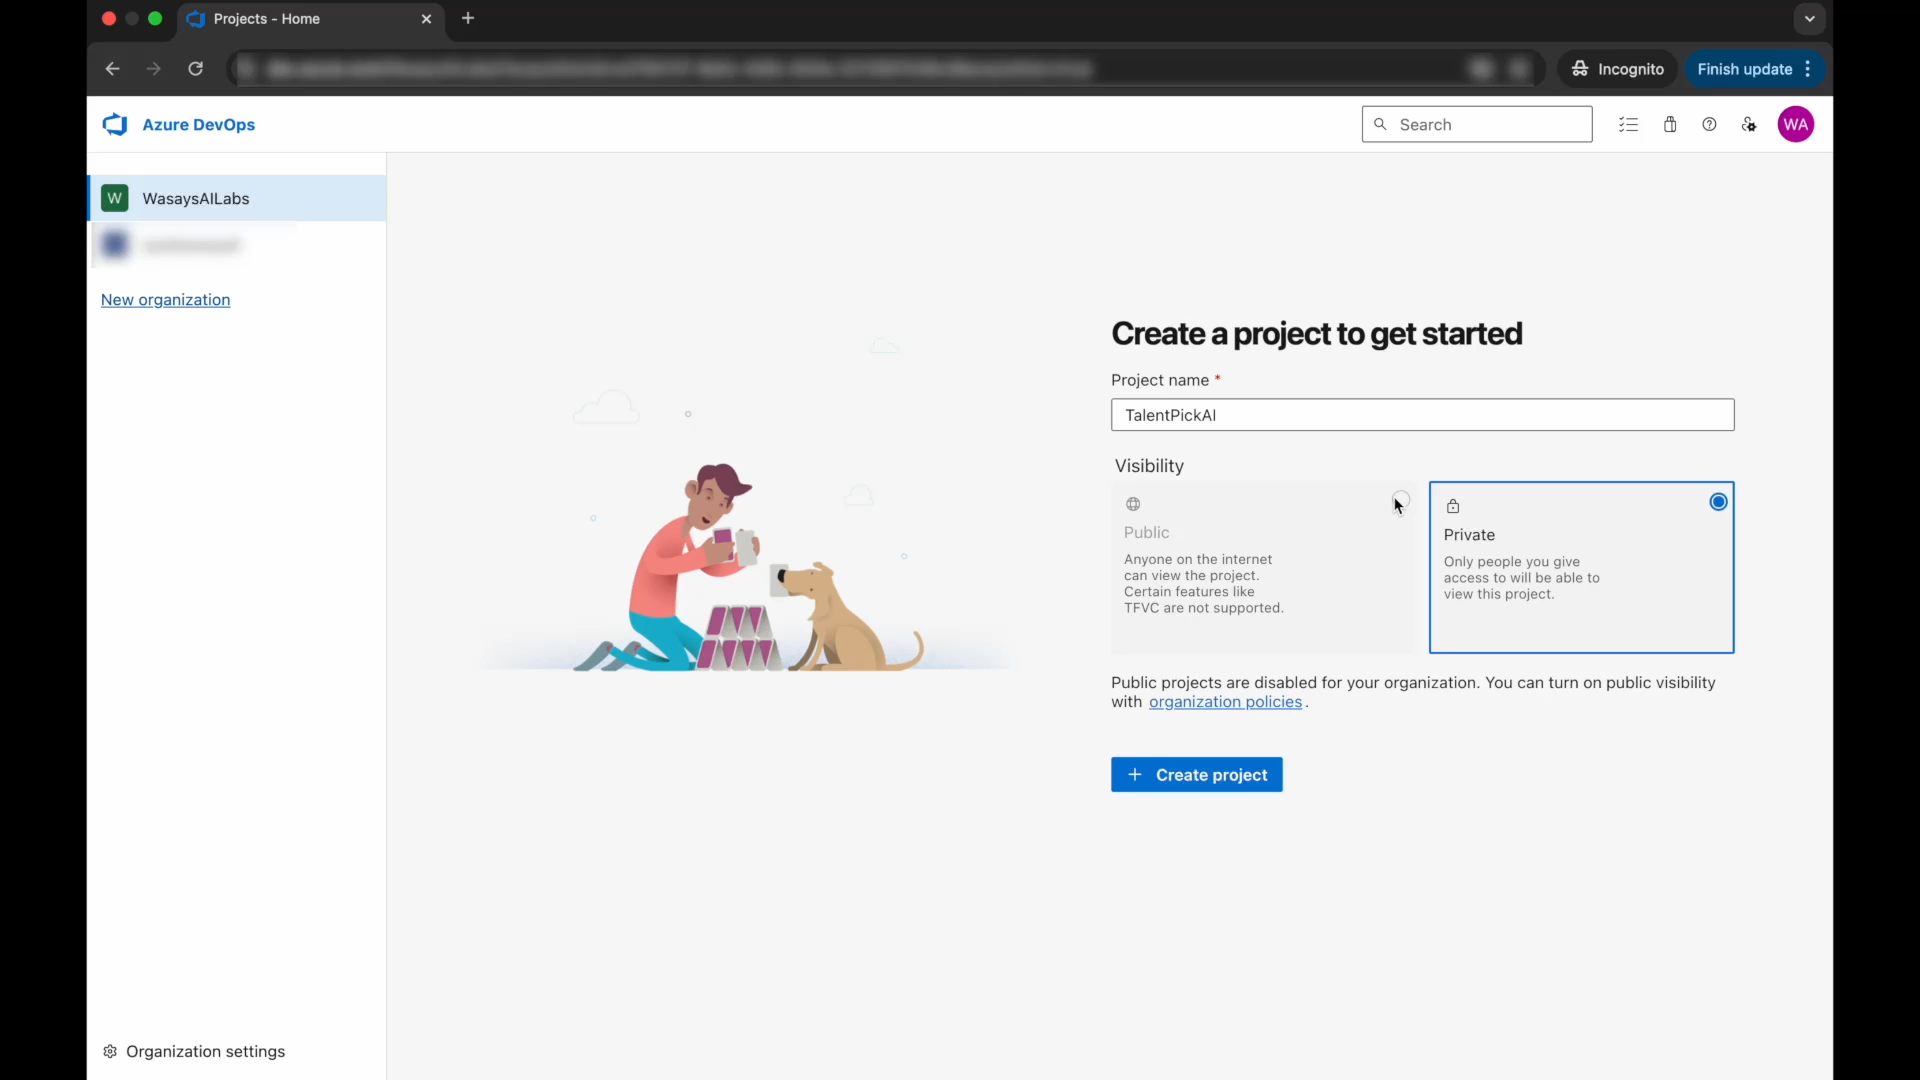 Projects - Home
Incognito
Finish update
Azure DevOps
Search
WA
W
WasaysAILabs
New organization
Create a project to get started
Project name *
TalentPickAI
Visibility
Public
Anyone on the internet
can view the project.
Certain features like
TFVC are not supported.
Private
Only people you give
access to will be able to
view this project.
Public projects are disabled for your organization. You can turn on public visibility
with organization policies.
Create project
Organization settings